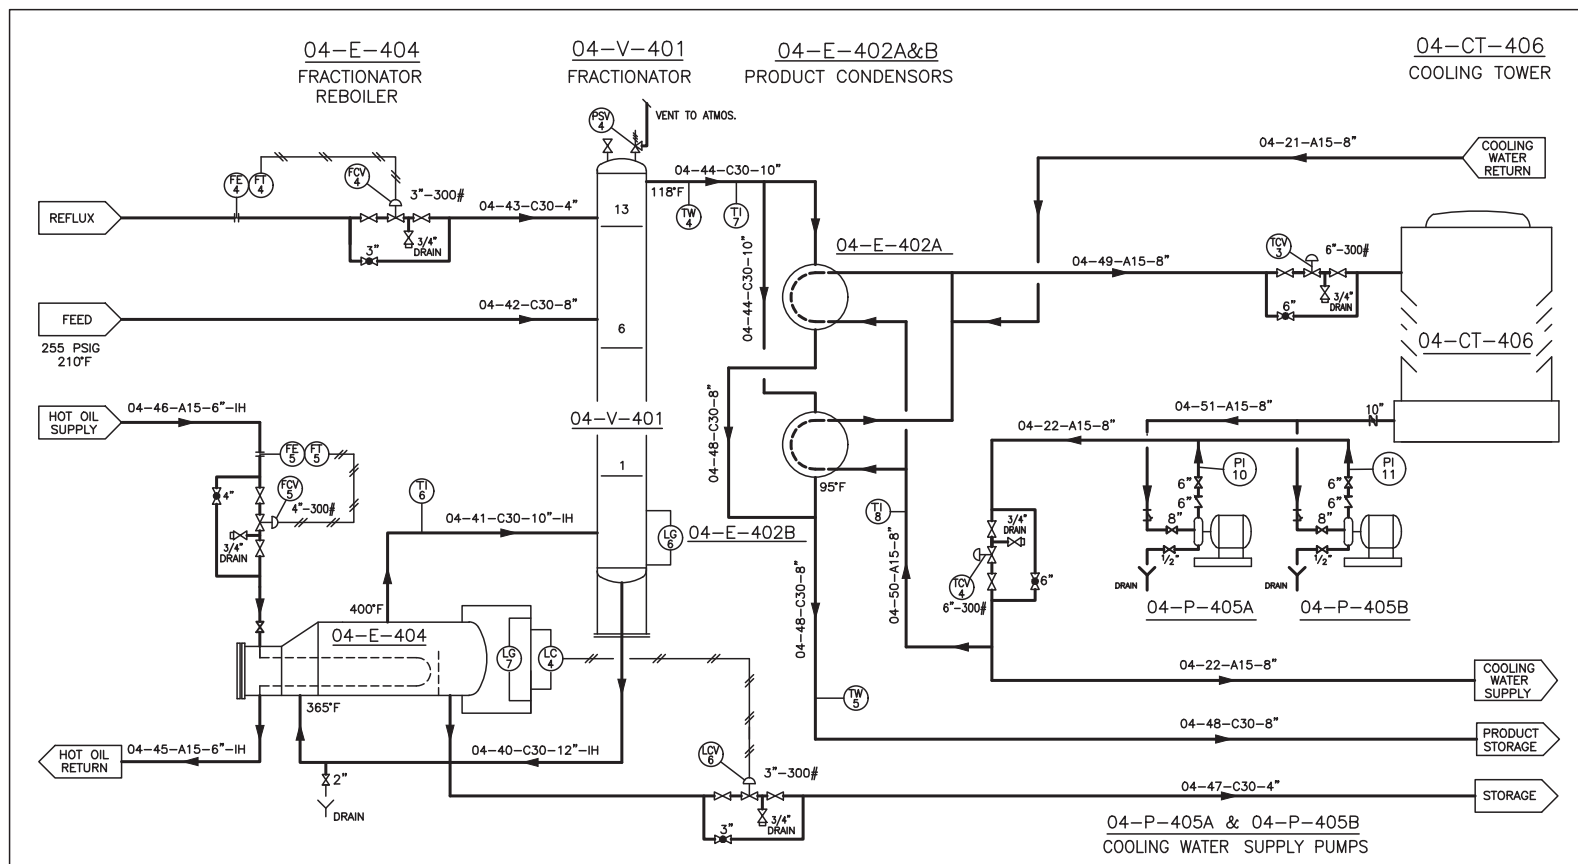 04-E-404
FRACTIONATOR
REBOILER
04-V-401
FRACTIONATOR
04-E-402A&B
PRODUCT CONDENSORS
04-CT-406
COOLING TOWER
PSV
4
VENT TO ATMOS.
04-44-C30-10"
118°F
TW
4
TI
7
04-21-A15-8"
COOLING
WATER
RETURN
FE
4
FT
4
FCV
4
3"-300#
REFLUX
04-43-C30-4"
3/4"
DRAIN
3"
13
04-44-C30-10"
04-E-402A
04-49-A15-8"
TCV
3
6"-300#
3/4"
DRAIN
6"
FEED
255 PSIG
210°F
04-42-C30-8"
6
04-CT-406
HOT OIL
SUPPLY
04-46-A15-6"-IH
04-V-401
04-48-C30-8"
04-22-A15-8"
04-51-A15-8"
10"
FE
5
FT
5
FCV
5
4"
4"-300#
3/4"
DRAIN
TI
6
04-41-C30-10"-IH
1
LG
6
04-E-402B
95°F
TI
8
04-50-A15-8"
3/4"
DRAIN
TCV
4
6"
6"-300#
PI
10
6"
6"
8"
1/2"
DRAIN
04-P-405A
PI
11
6"
6"
8"
1/2"
DRAIN
04-P-405B
400°F
04-E-404
LG
7
LC
4
04-48-C30-8"
365°F
TW
5
04-22-A15-8"
COOLING
WATER
SUPPLY
04-48-C30-8"
PRODUCT
STORAGE
HOT OIL
RETURN
04-45-A15-6"-IH
04-40-C30-12"-IH
2"
DRAIN
LCV
6
3"-300#
3/4"
DRAIN
3"
04-47-C30-4"
STORAGE
04-P-405A & 04-P-405B
COOLING WATER SUPPLY PUMPS